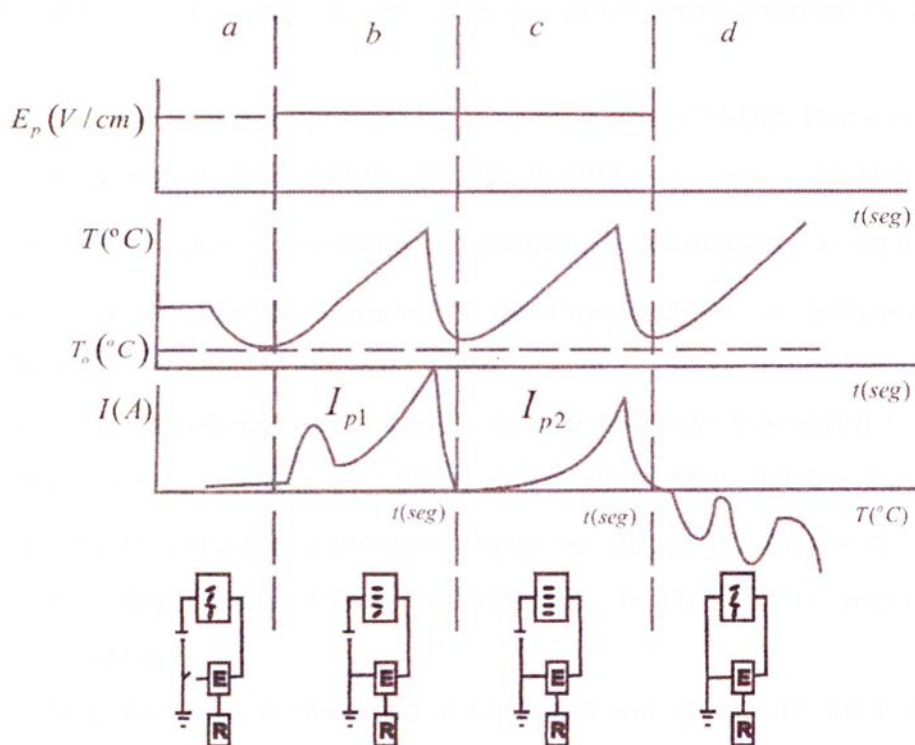 a b c d
E_p (V/cm)
t(seg)
T(°C)
T_o (°C)
t(seg)
I(A) I_p1 I_p2
t(seg) t(seg) T(°C)
E E E E
R R R R